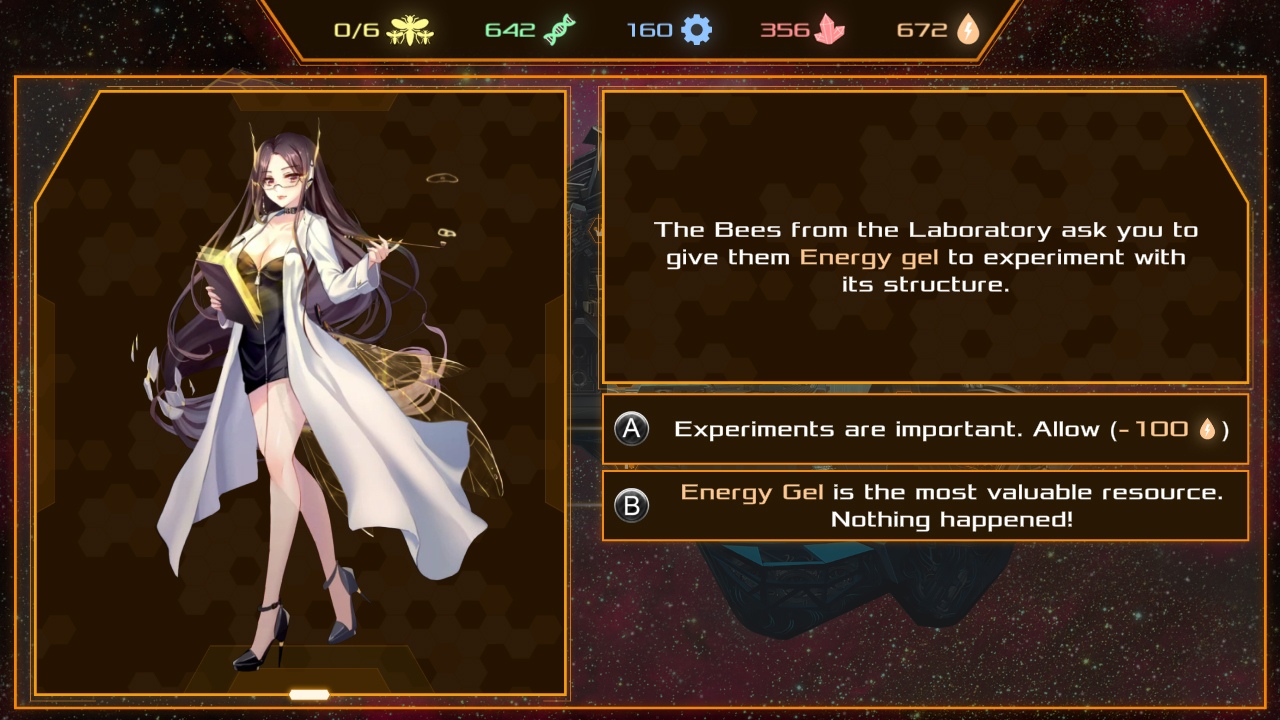 0/6 642 160 356 672
The Bees from the Laboratory ask you to
give them Energy gel to experiment with
its structure.
A Experiments are important. Allow (-100 )
B Energy Gel is the most valuable resource.
Nothing happened!